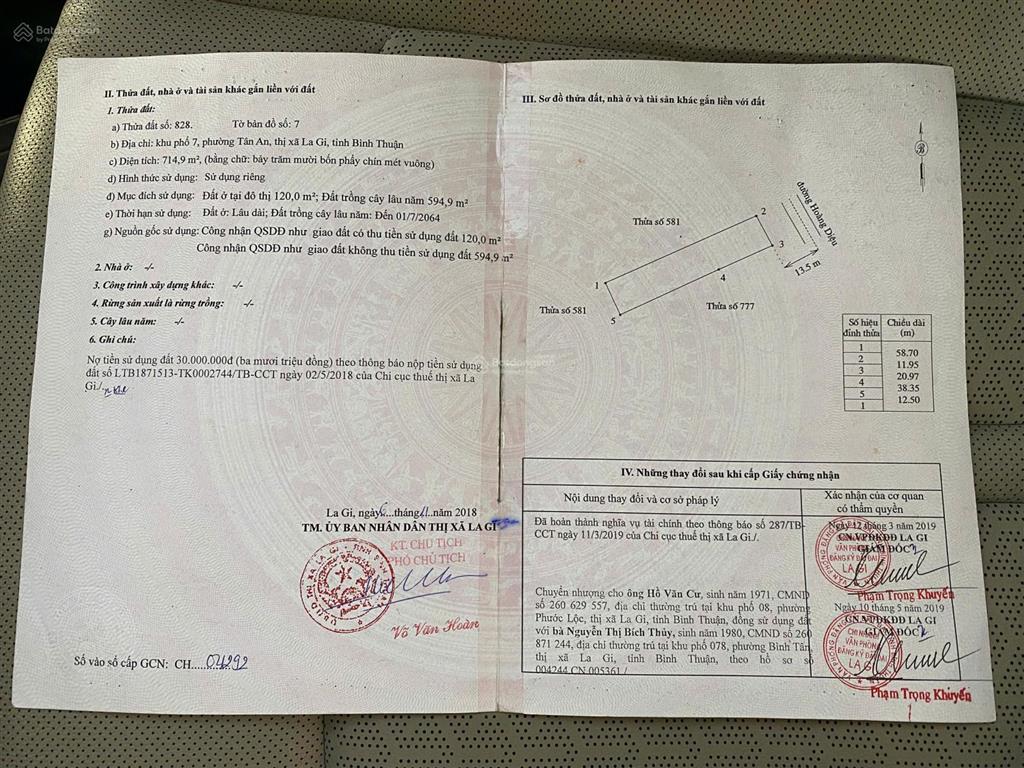 Batdongsan
II. Thửa đất, nhà ở và tài sản khác gắn liền với đất
1. Thửa đất:
a) Thửa đất số: 828. Tờ bản đồ số: 7
b) Địa chỉ: khu phố 7, phường Tân An, thị xã La Gi, tỉnh Bình Thuận
c) Diện tích: 714,9 m², (bằng chữ: bảy trăm mười bốn phẩy chín mét vuông)
d) Hình thức sử dụng: Sử dụng riêng
đ) Mục đích sử dụng: Đất ở tại đô thị 120,0 m²; Đất trồng cây lâu năm 594,9 m²
e) Thời hạn sử dụng: Đất ở: Lâu dài; Đất trồng cây lâu năm: Đến 01/7/2064
g) Nguồn gốc sử dụng: Công nhận QSDĐ như giao đất có thu tiền sử dụng đất 120,0 m²
Công nhận QSDĐ như giao đất không thu tiền sử dụng đất 594,9 m²
2. Nhà ở: -/-
3. Công trình xây dựng khác: -/-
4. Rừng sản xuất là rừng trồng: -/-
5. Cây lâu năm: -/-
6. Ghi chú:
Nợ tiền sử dụng đất 30.000.000đ (ba mươi triệu đồng) theo thông báo nộp tiền sử dụng
đất số LTB1871513-TK0002744/TB-CCT ngày 02/5/2018 của Chi cục thuế thị xã La
Gi./.
La Gi, ngày tháng 11 năm 2018
TM. ỦY BAN NHÂN DÂN THỊ XÃ LA GI
KT. CHỦ TỊCH
PHÓ CHỦ TỊCH
Võ Văn Hoàn
Số vào sổ cấp GCN: CH.....04292
III. Sơ đồ thửa đất, nhà ở và tài sản khác gắn liền với đất
B
đường Hoàng Diệu
Thửa số 581
2
3
13.5 m
4
1
Thửa số 777
Thửa số 581
5
Số hiệu đỉnh thửa
Chiều dài (m)
1
58.70
2
11.95
3
20.97
4
38.35
5
12.50
1
IV. Những thay đổi sau khi cấp Giấy chứng nhận
Nội dung thay đổi và cơ sở pháp lý
Xác nhận của cơ quan có thẩm quyền
Đã hoàn thành nghĩa vụ tài chính theo thông báo số 287/TB-
CCT ngày 11/3/2019 của Chi cục thuế thị xã La Gi./.
Ngày 12 tháng 3 năm 2019
CN.VPĐKĐĐ LA GI
GIÁM ĐỐC
VĂN PHÒNG
ĐĂNG KÝ ĐẤT ĐAI
LA GI
Phạm Trọng Khuyến
Chuyển nhượng cho ông Hồ Văn Cư, sinh năm 1971, CMND
số 260 629 557, địa chỉ thường trú tại khu phố 08, phường
Phước Lộc, thị xã La Gi, tỉnh Bình Thuận, đồng sử dụng đất
với bà Nguyễn Thị Bích Thủy, sinh năm 1980, CMND số 260
871 244, địa chỉ thường trú tại khu phố 078, phường Bình Tân,
thị xã La Gi, tỉnh Bình Thuận, theo hồ sơ số
004244.CN.005361./.
Ngày 10 tháng 5 năm 2019
CN.VPĐKĐĐ LA GI
GIÁM ĐỐC
CHI NHÁNH
VĂN PHÒNG
ĐĂNG KÝ ĐẤT ĐAI
LA GI
Phạm Trọng Khuyến